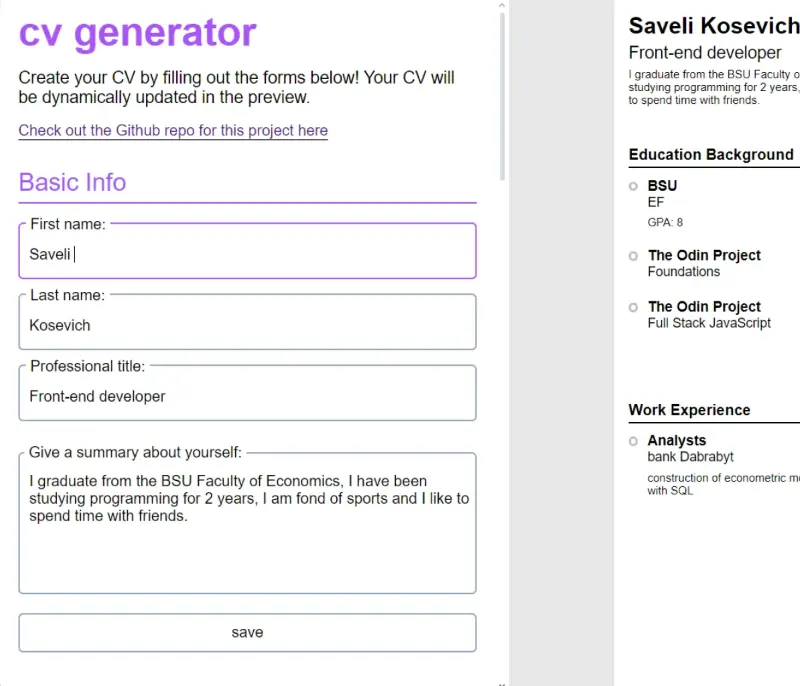 cv generator
Create your CV by filling out the forms below! Your CV will
be dynamically updated in the preview.
Check out the Github repo for this project here
Basic Info
First name:
Saveli
Last name:
Kosevich
Professional title:
Front-end developer
Give a summary about yourself:
I graduate from the BSU Faculty of Economics, I have been
studying programming for 2 years, I am fond of sports and I like to
spend time with friends.
save
Saveli Kosevich
Front-end developer
I graduate from the BSU Faculty
studying programming for 2 years,
to spend time with friends.
Education Background
BSU
EF
GPA: 8
The Odin Project
Foundations
The Odin Project
Full Stack JavaScript
Work Experience
Analysts
bank Dabrabyt
construction of econometric
with SQL